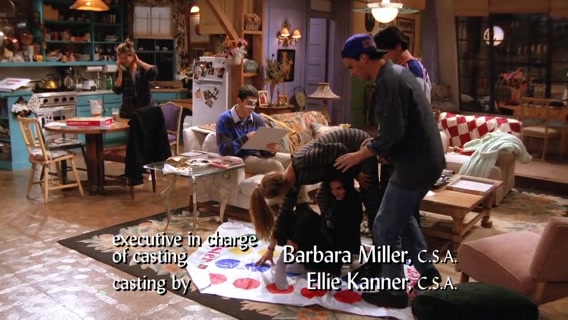 executive in charge
of casting Barbara Miller, C.S.A.
casting by Ellie Kanner, C.S.A.